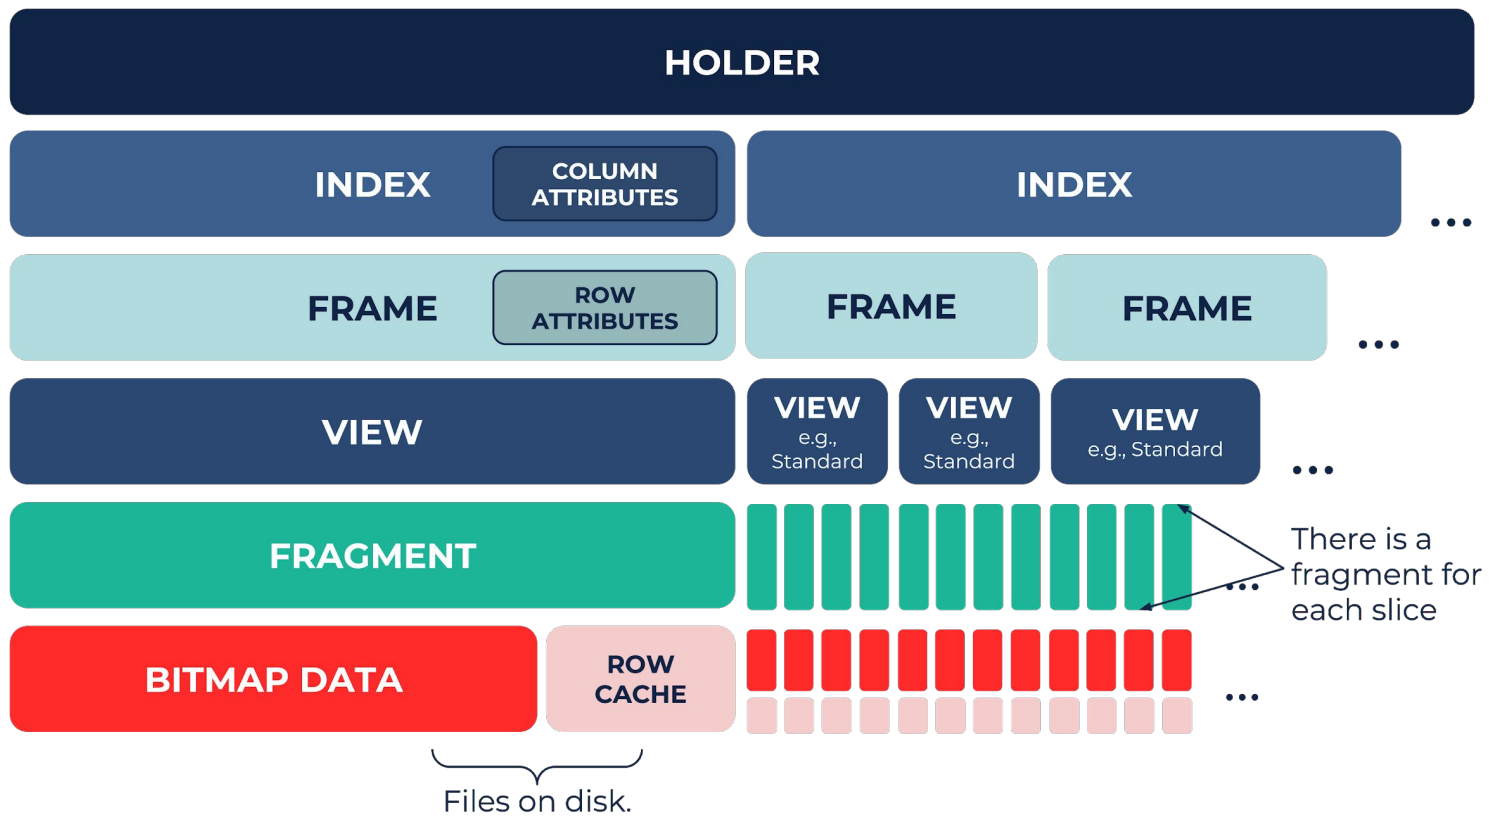 HOLDER
INDEX
COLUMN
ATTRIBUTES
INDEX
...
FRAME
ROW
ATTRIBUTES
FRAME
FRAME
...
VIEW
VIEW
e.g.,
Standard
VIEW
e.g.,
Standard
VIEW
e.g., Standard
...
FRAGMENT
...
There is a
fragment for
each slice
BITMAP DATA
ROW
CACHE
...
Files on disk.